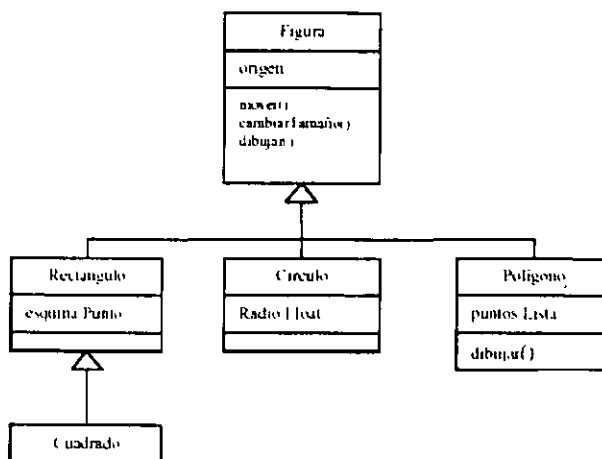 Figura
origen
mover()
cambiarTamaño()
dibujar()
Rectangulo
Circulo
Poligono
esquina Punto
Radio Float
puntos Lista
dibujar()
Cuadrado